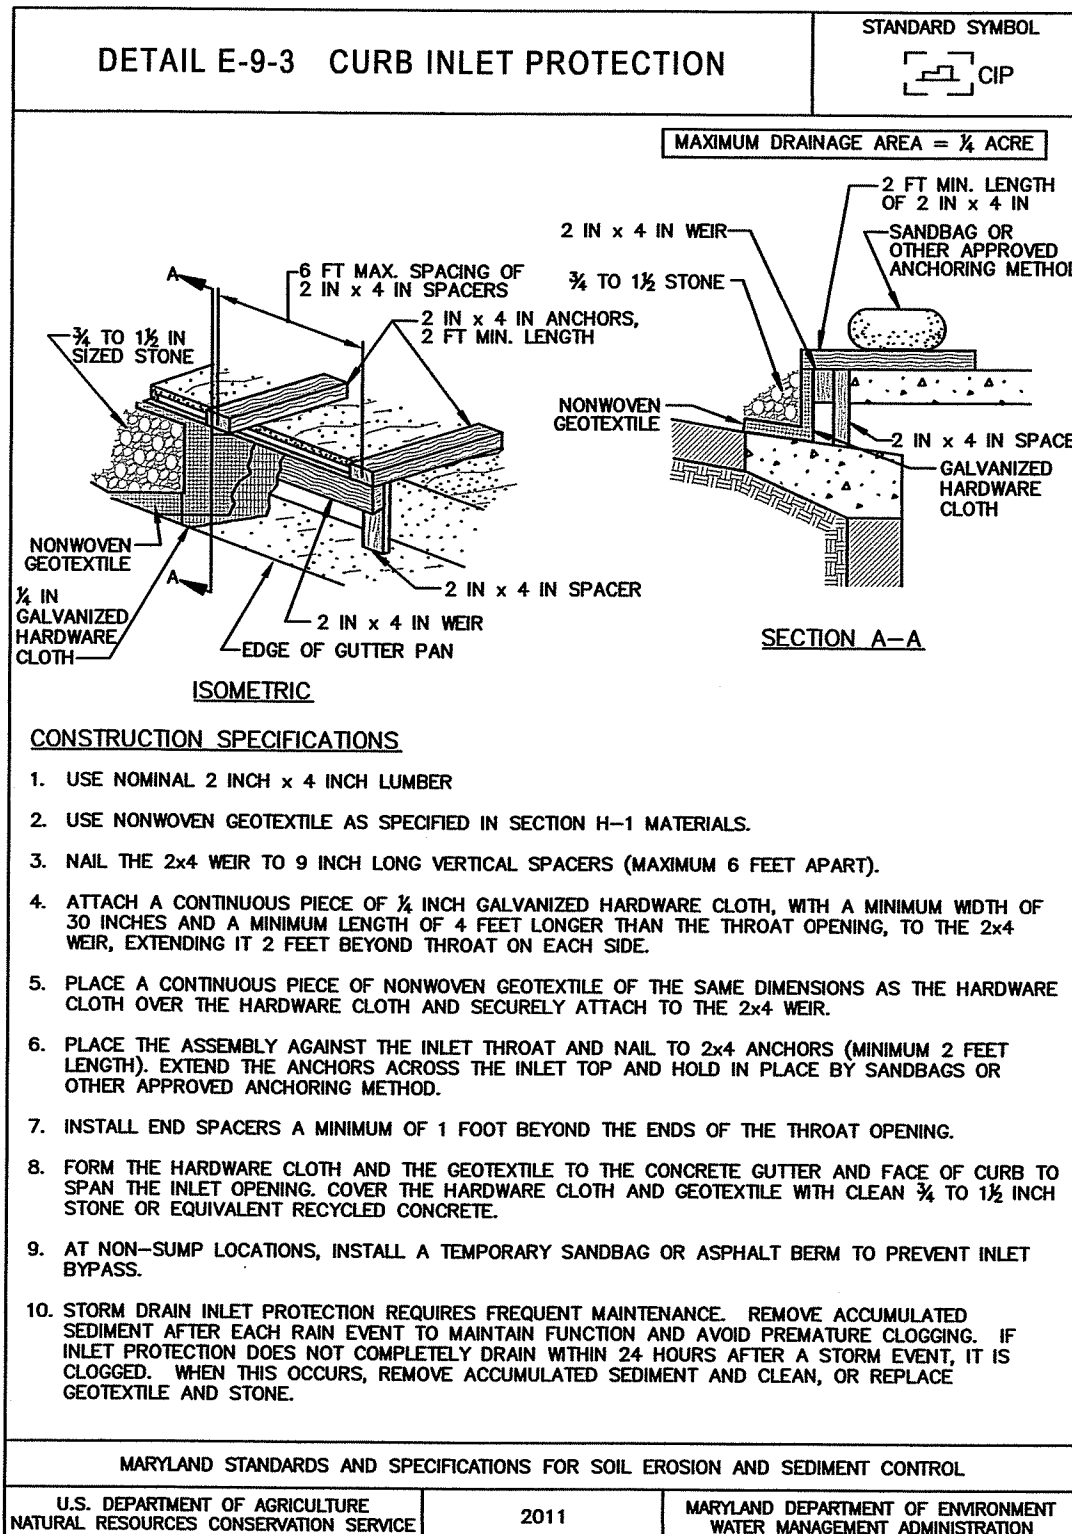 DETAIL E-9-3 CURB INLET PROTECTION
STANDARD SYMBOL
CIP
MAXIMUM DRAINAGE AREA = ¼ ACRE
2 FT MIN. LENGTH
OF 2 IN x 4 IN
2 IN x 4 IN WEIR
SANDBAG OR
OTHER APPROVED
ANCHORING METHOD
¾ TO 1½ STONE
NONWOVEN
GEOTEXTILE
2 IN x 4 IN SPACE
GALVANIZED
HARDWARE
CLOTH
SECTION A-A
A
6 FT MAX. SPACING OF
2 IN x 4 IN SPACERS
¾ TO 1½ IN
SIZED STONE
2 IN x 4 IN ANCHORS,
2 FT MIN. LENGTH
NONWOVEN
GEOTEXTILE
A
¼ IN
GALVANIZED
HARDWARE
CLOTH
2 IN x 4 IN SPACER
2 IN x 4 IN WEIR
EDGE OF GUTTER PAN
ISOMETRIC
CONSTRUCTION SPECIFICATIONS
1. USE NOMINAL 2 INCH x 4 INCH LUMBER
2. USE NONWOVEN GEOTEXTILE AS SPECIFIED IN SECTION H-1 MATERIALS.
3. NAIL THE 2x4 WEIR TO 9 INCH LONG VERTICAL SPACERS (MAXIMUM 6 FEET APART).
4. ATTACH A CONTINUOUS PIECE OF ¼ INCH GALVANIZED HARDWARE CLOTH, WITH A MINIMUM WIDTH OF
30 INCHES AND A MINIMUM LENGTH OF 4 FEET LONGER THAN THE THROAT OPENING, TO THE 2x4
WEIR, EXTENDING IT 2 FEET BEYOND THROAT ON EACH SIDE.
5. PLACE A CONTINUOUS PIECE OF NONWOVEN GEOTEXTILE OF THE SAME DIMENSIONS AS THE HARDWARE
CLOTH OVER THE HARDWARE CLOTH AND SECURELY ATTACH TO THE 2x4 WEIR.
6. PLACE THE ASSEMBLY AGAINST THE INLET THROAT AND NAIL TO 2x4 ANCHORS (MINIMUM 2 FEET
LENGTH). EXTEND THE ANCHORS ACROSS THE INLET TOP AND HOLD IN PLACE BY SANDBAGS OR
OTHER APPROVED ANCHORING METHOD.
7. INSTALL END SPACERS A MINIMUM OF 1 FOOT BEYOND THE ENDS OF THE THROAT OPENING.
8. FORM THE HARDWARE CLOTH AND THE GEOTEXTILE TO THE CONCRETE GUTTER AND FACE OF CURB TO
SPAN THE INLET OPENING. COVER THE HARDWARE CLOTH AND GEOTEXTILE WITH CLEAN ¾ TO 1½ INCH
STONE OR EQUIVALENT RECYCLED CONCRETE.
9. AT NON-SUMP LOCATIONS, INSTALL A TEMPORARY SANDBAG OR ASPHALT BERM TO PREVENT INLET
BYPASS.
10. STORM DRAIN INLET PROTECTION REQUIRES FREQUENT MAINTENANCE. REMOVE ACCUMULATED
SEDIMENT AFTER EACH RAIN EVENT TO MAINTAIN FUNCTION AND AVOID PREMATURE CLOGGING. IF
INLET PROTECTION DOES NOT COMPLETELY DRAIN WITHIN 24 HOURS AFTER A STORM EVENT, IT IS
CLOGGED. WHEN THIS OCCURS, REMOVE ACCUMULATED SEDIMENT AND CLEAN, OR REPLACE
GEOTEXTILE AND STONE.
MARYLAND STANDARDS AND SPECIFICATIONS FOR SOIL EROSION AND SEDIMENT CONTROL
U.S. DEPARTMENT OF AGRICULTURE
NATURAL RESOURCES CONSERVATION SERVICE
2011
MARYLAND DEPARTMENT OF ENVIRONMENT
WATER MANAGEMENT ADMINISTRATION